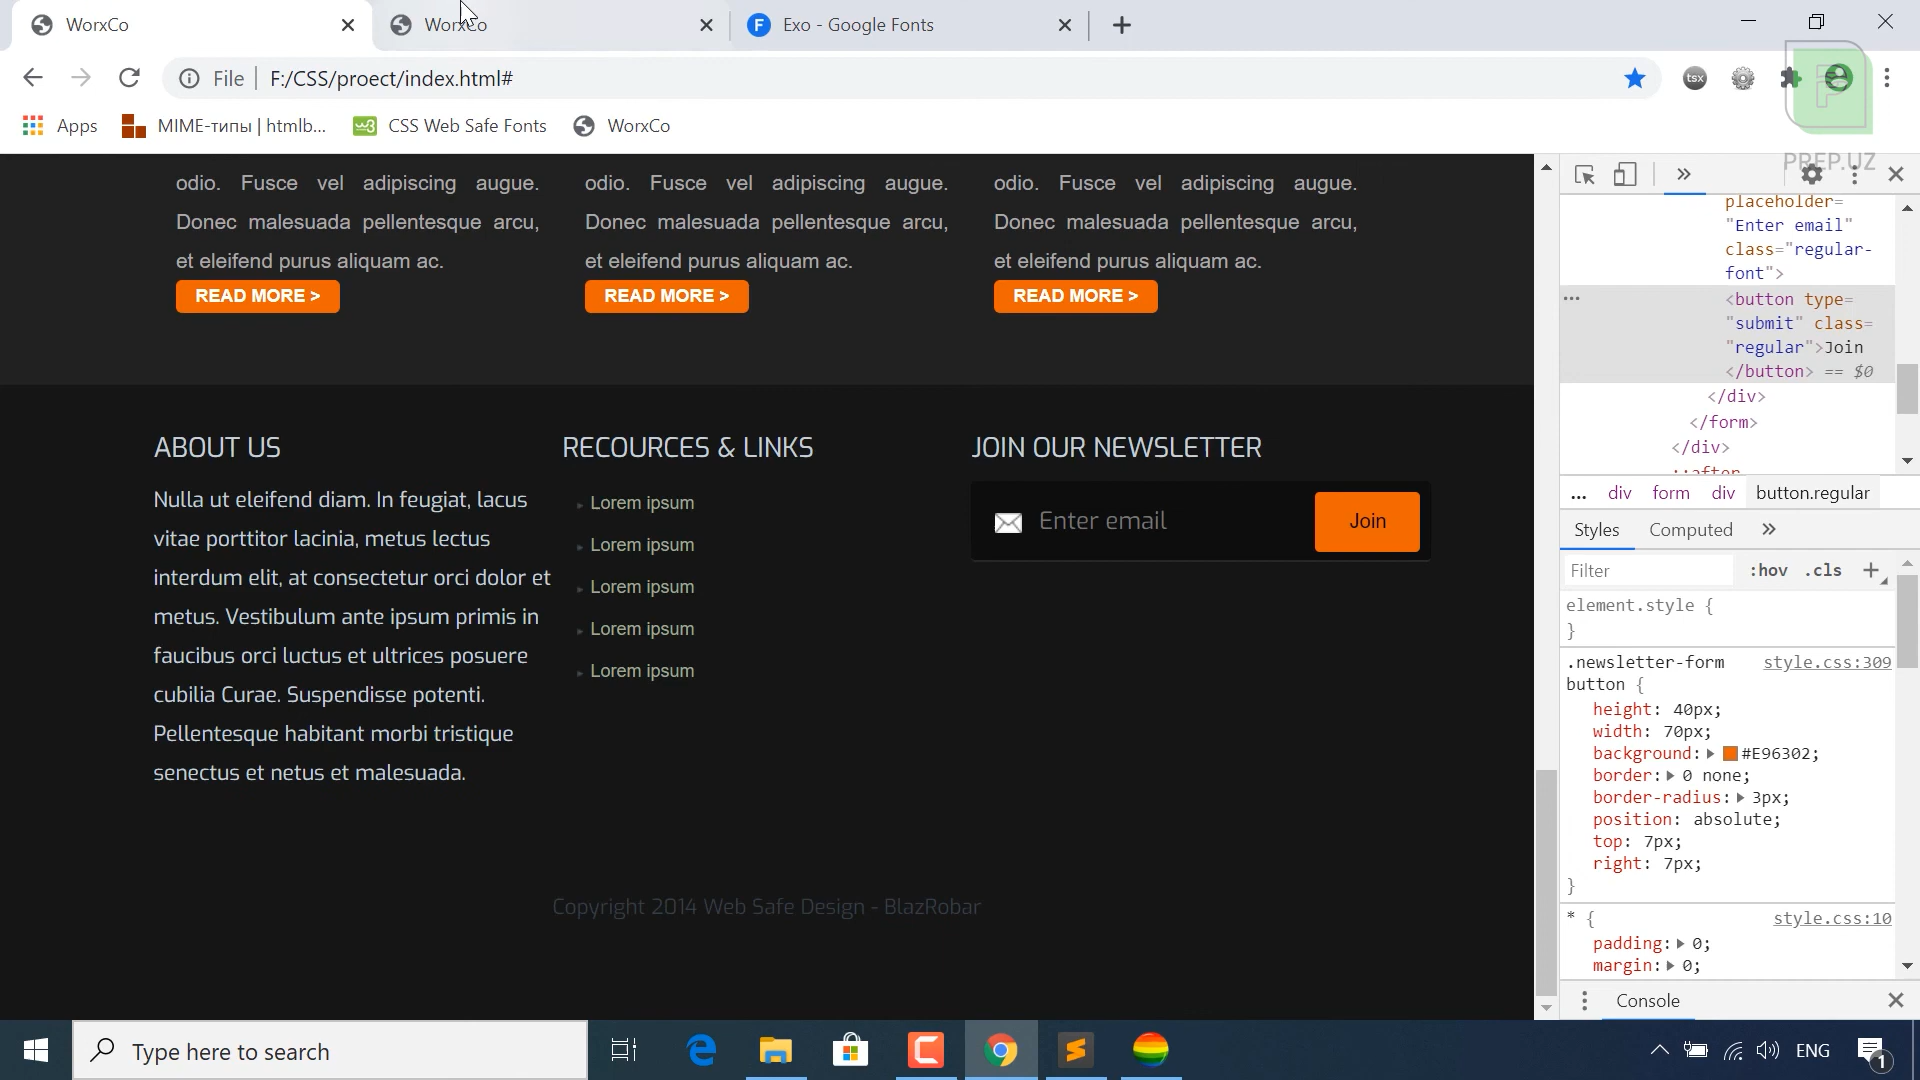 WorxCo
WorxCo
Exo - Google Fonts
File
F:/CSS/proect/index.html#
tsx
Apps
MIME-типы | htmlb...
CSS Web Safe Fonts
WorxCo
PREP.UZ
odio. Fusce vel adipiscing augue.
Donec malesuada pellentesque arcu,
et eleifend purus aliquam ac.
READ MORE >
odio. Fusce vel adipiscing augue.
Donec malesuada pellentesque arcu,
et eleifend purus aliquam ac.
READ MORE >
odio. Fusce vel adipiscing augue.
Donec malesuada pellentesque arcu,
et eleifend purus aliquam ac.
READ MORE >
ABOUT US
Nulla ut eleifend diam. In feugiat, lacus
vitae porttitor lacinia, metus lectus
interdum elit, at consectetur orci dolor et
metus. Vestibulum ante ipsum primis in
faucibus orci luctus et ultrices posuere
cubilia Curae. Suspendisse potenti.
Pellentesque habitant morbi tristique
senectus et netus et malesuada.
RECOURCES & LINKS
Lorem ipsum
Lorem ipsum
Lorem ipsum
Lorem ipsum
Lorem ipsum
JOIN OUR NEWSLETTER
Enter email
Join
Copyright 2014 Web Safe Design - BlazRobar
placeholder=
"Enter email"
class="regular-
font">
<button type=
"submit" class=
"regular">Join
</button> == $0
</div>
</form>
</div>
::after
... div form div button.regular
Styles
Computed
Filter
:hov .cls
element.style {
}
.newsletter-form style.css:309
button {
height: 40px;
width: 70px;
background: #E96302;
border: 0 none;
border-radius: 3px;
position: absolute;
top: 7px;
right: 7px;
}
* { style.css:10
padding: 0;
margin: 0;
Console
Type here to search
ENG
1